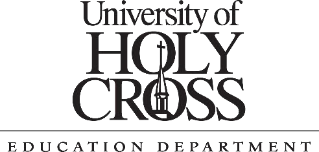 University of
HOLY
CROSS
EDUCATION DEPARTMENT